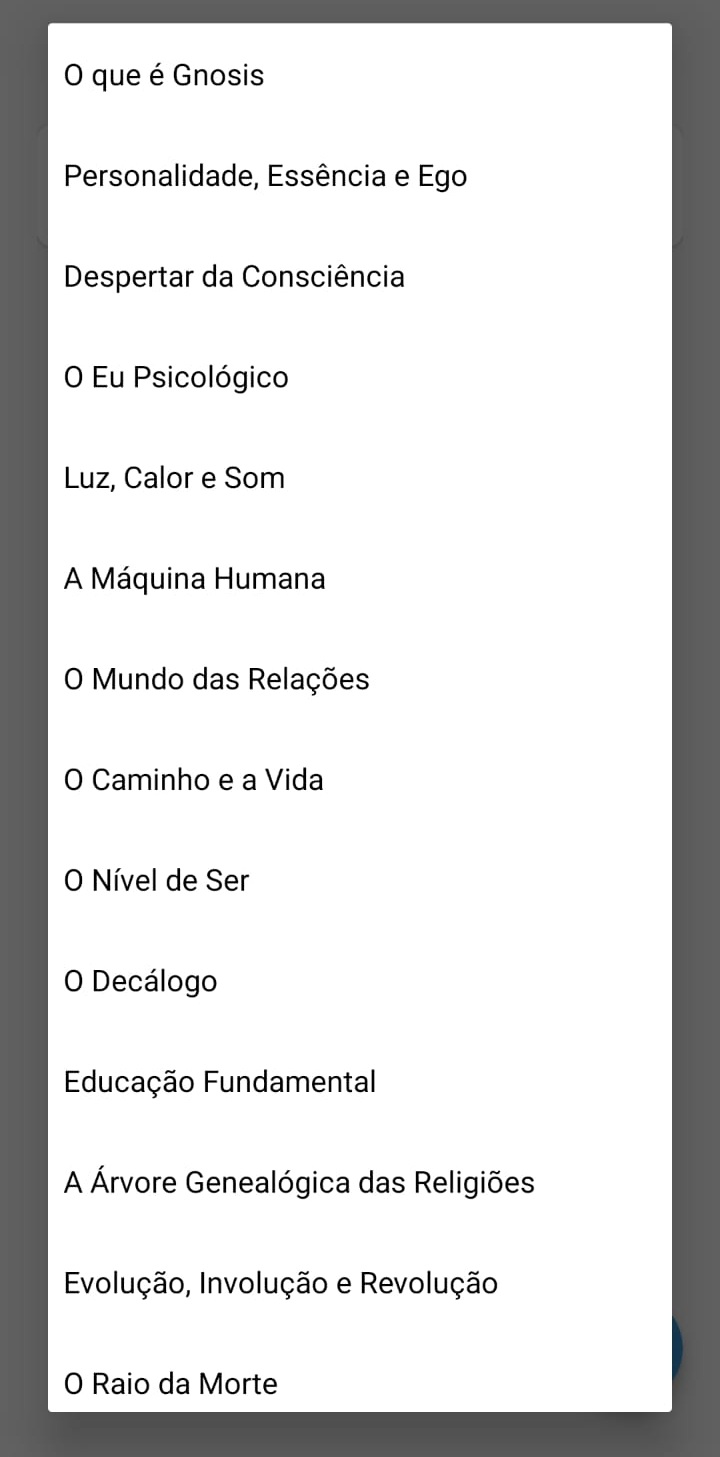 O que é Gnosis
Personalidade, Essência e Ego
Despertar da Consciência
O Eu Psicológico
Luz, Calor e Som
A Máquina Humana
O Mundo das Relações
O Caminho e a Vida
O Nível de Ser
O Decálogo
Educação Fundamental
A Árvore Genealógica das Religiões
Evolução, Involução e Revolução
O Raio da Morte